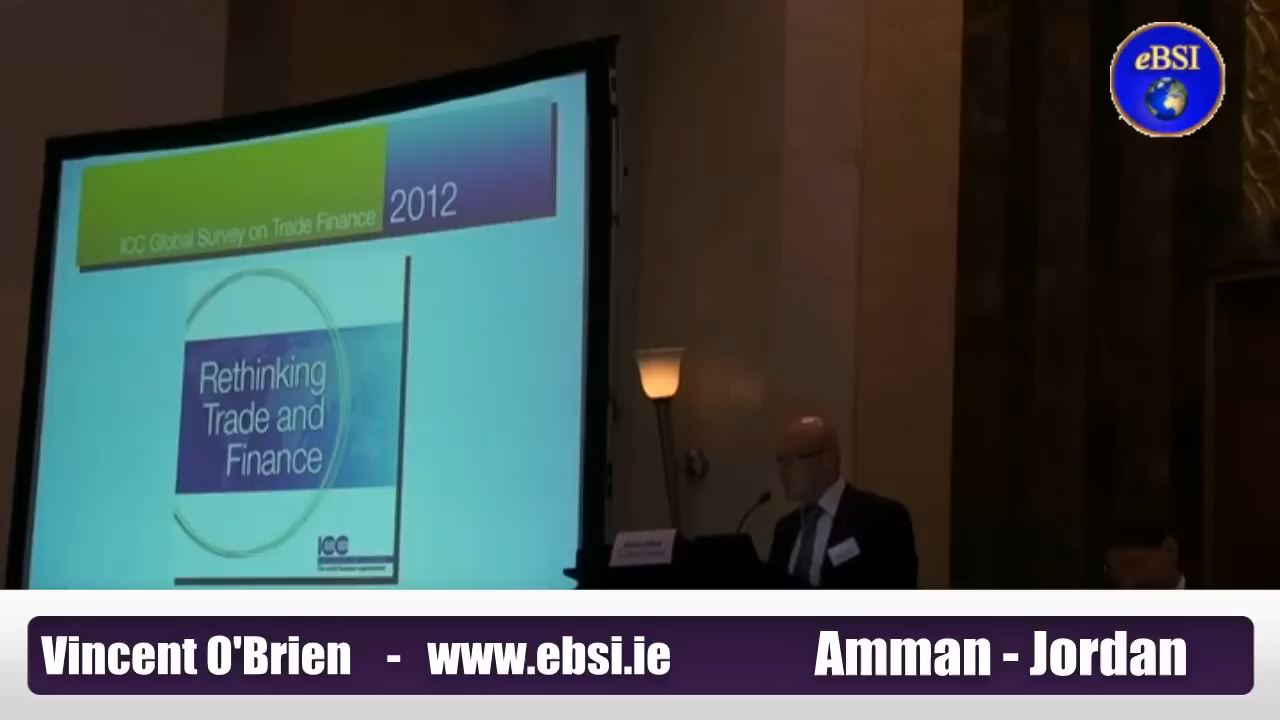 eBSI
ICC Global Survey on Trade Finance 2012
Rethinking
Trade and
Finance
ICC
Vincent O'Brien - www.ebsi.ie
Amman - Jordan